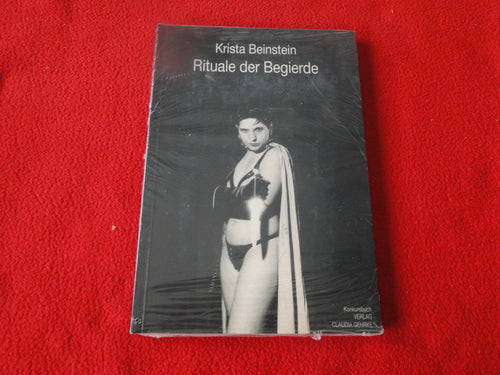 Krista Beinstein
Rituale der Begierde
Konkursbuch
VERLAG
CLAUDIA GEHRKE